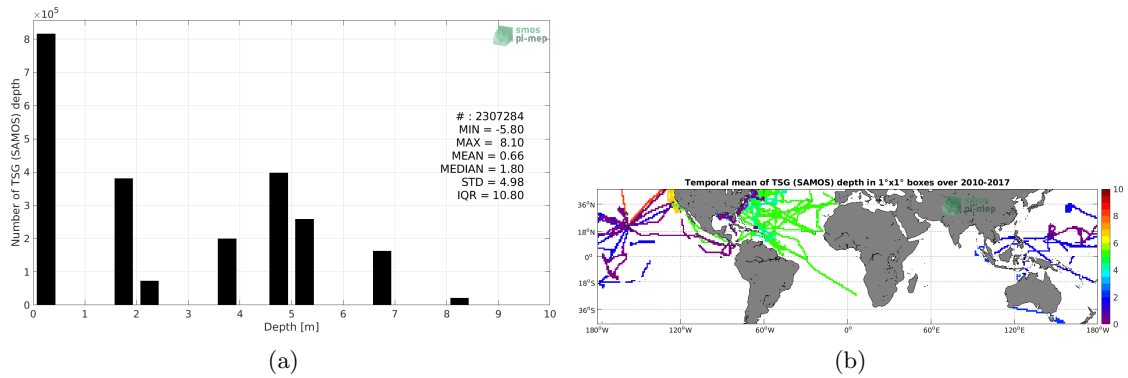 ×10⁵
smos
pi-mep
8
7
6
5
4
3
2
1
0
Number of TSG (SAMOS) depth
# : 2307284
MIN = -5.80
MAX = 8.10
MEAN = 0.66
MEDIAN = 1.80
STD = 4.98
IQR = 10.80
0 1 2 3 4 5 6 7 8 9 10
Depth [m]
(a)
Temporal mean of TSG (SAMOS) depth in 1°x1° boxes over 2010-2017
smos
pi-mep
36°N
18°N
0°
18°S
36°S
180°W 120°W 60°W 0° 60°E 120°E 180°W
10
8
6
4
2
0
(b)